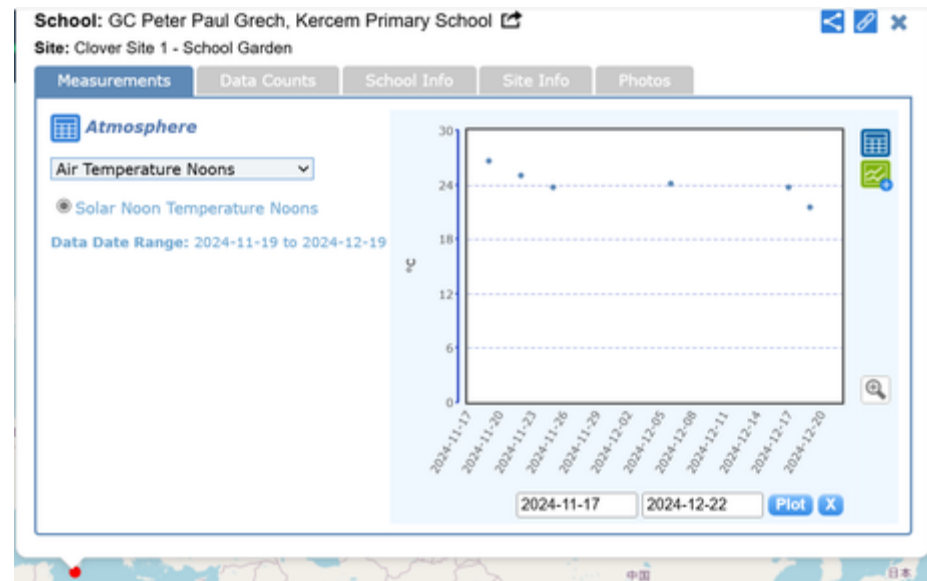 School: GC Peter Paul Grech, Kercem Primary School
Site: Clover Site 1 - School Garden
Measurements Data Counts School Info Site Info Photos
Atmosphere
Air Temperature Noons
Solar Noon Temperature Noons
Data Date Range: 2024-11-19 to 2024-12-19
30
24
18
12
6
0
°C
2024-11-17 2024-11-20 2024-11-23 2024-11-26 2024-11-29 2024-12-02 2024-12-05 2024-12-08 2024-12-11 2024-12-14 2024-12-17 2024-12-20
2024-11-17 2024-12-22 Plot X
中国 日本